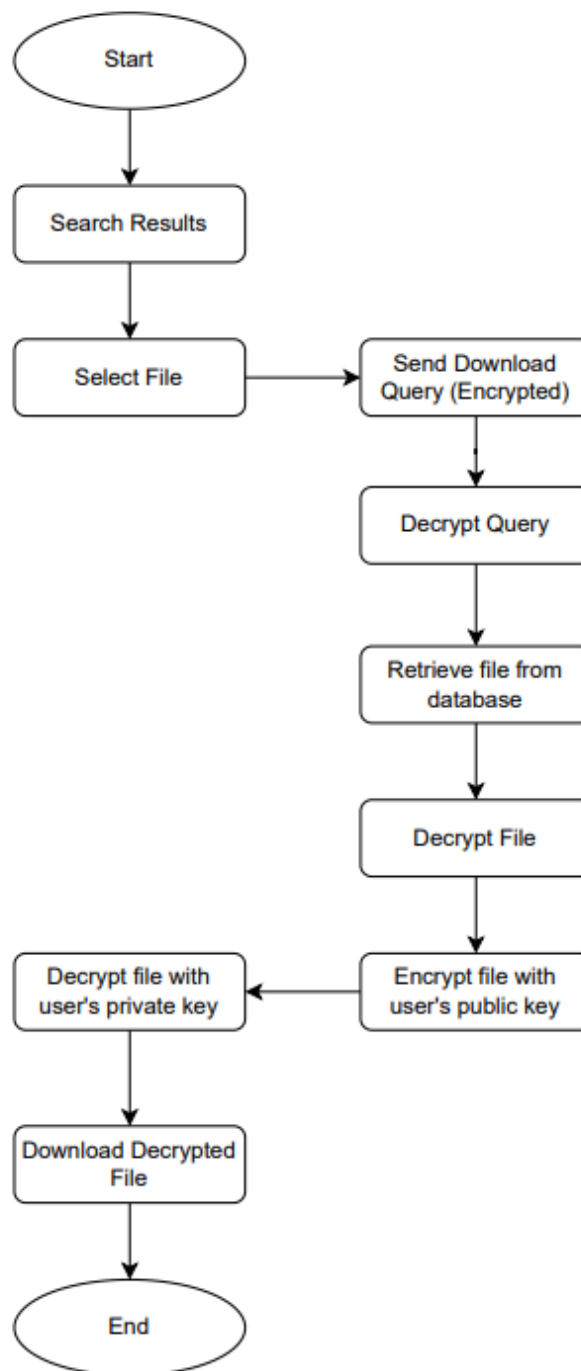 Start
Search Results
Select File
Send Download
Query (Encrypted)
Decrypt Query
Retrieve file from
database
Decrypt File
Encrypt file with
user's public key
Decrypt file with
user's private key
Download Decrypted
File
End